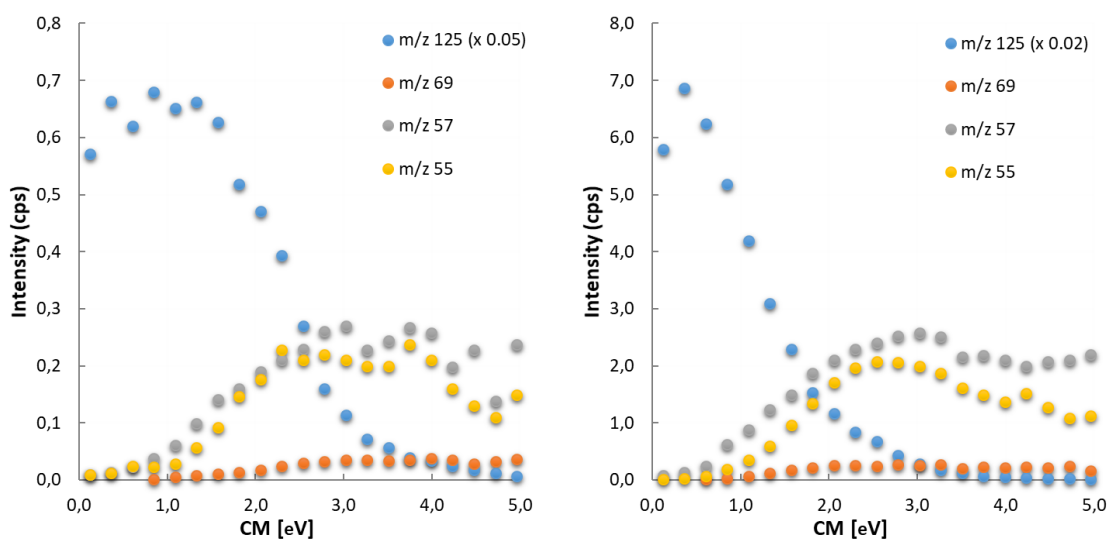 0,8
0,7
0,6
0,5
0,4
0,3
0,2
0,1
0,0
Intensity (cps)
0,0 1,0 2,0 3,0 4,0 5,0
CM [eV]
m/z 125 (x 0.05)
m/z 69
m/z 57
m/z 55
8,0
7,0
6,0
5,0
4,0
3,0
2,0
1,0
0,0
Intensity (cps)
0,0 1,0 2,0 3,0 4,0 5,0
CM [eV]
m/z 125 (x 0.02)
m/z 69
m/z 57
m/z 55